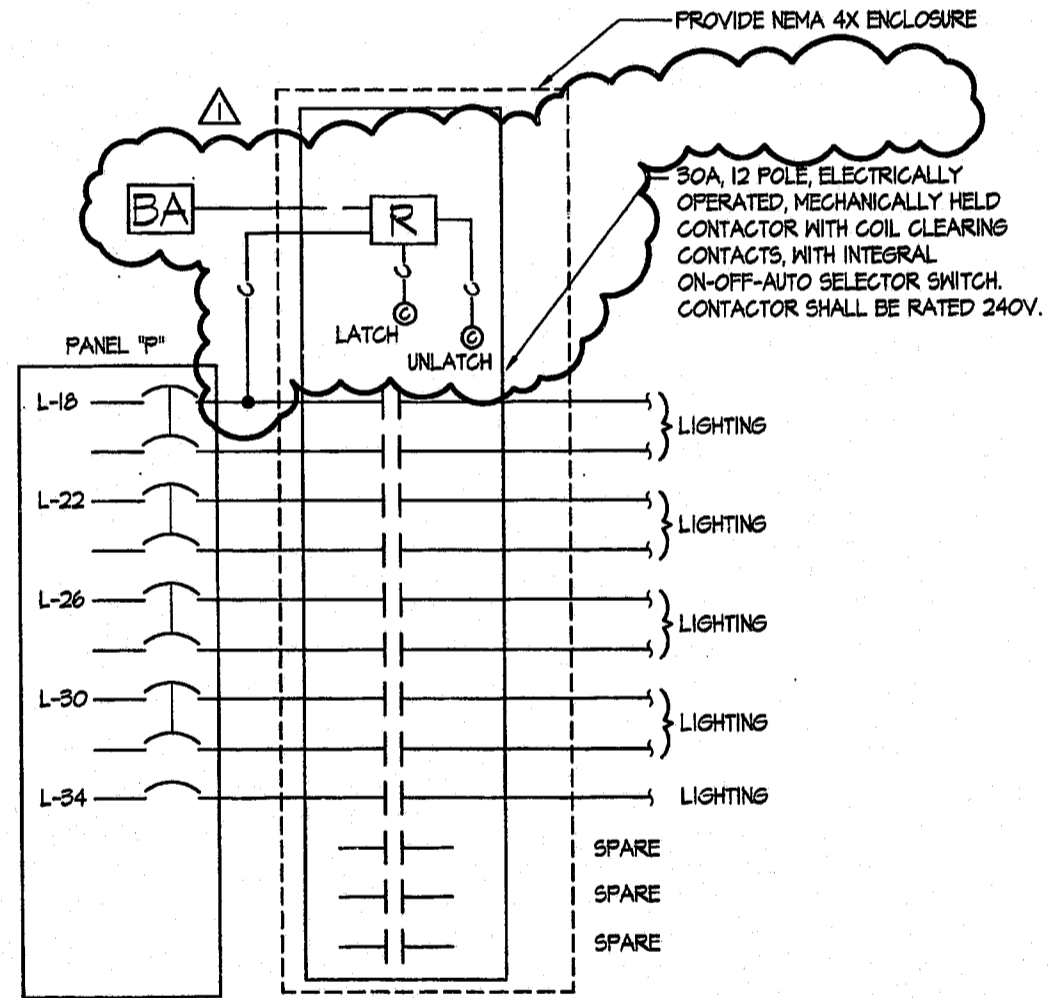 PROVIDE NEMA 4X ENCLOSURE
1
30A, 12 POLE, ELECTRICALLY
OPERATED, MECHANICALLY HELD
CONTACTOR WITH COIL CLEARING
CONTACTS, WITH INTEGRAL
ON-OFF-AUTO SELECTOR SWITCH.
CONTACTOR SHALL BE RATED 240V.
BA
R
C
LATCH
C
UNLATCH
PANEL "P"
L-18
LIGHTING
L-22
LIGHTING
L-26
LIGHTING
L-30
LIGHTING
L-34
LIGHTING
SPARE
SPARE
SPARE